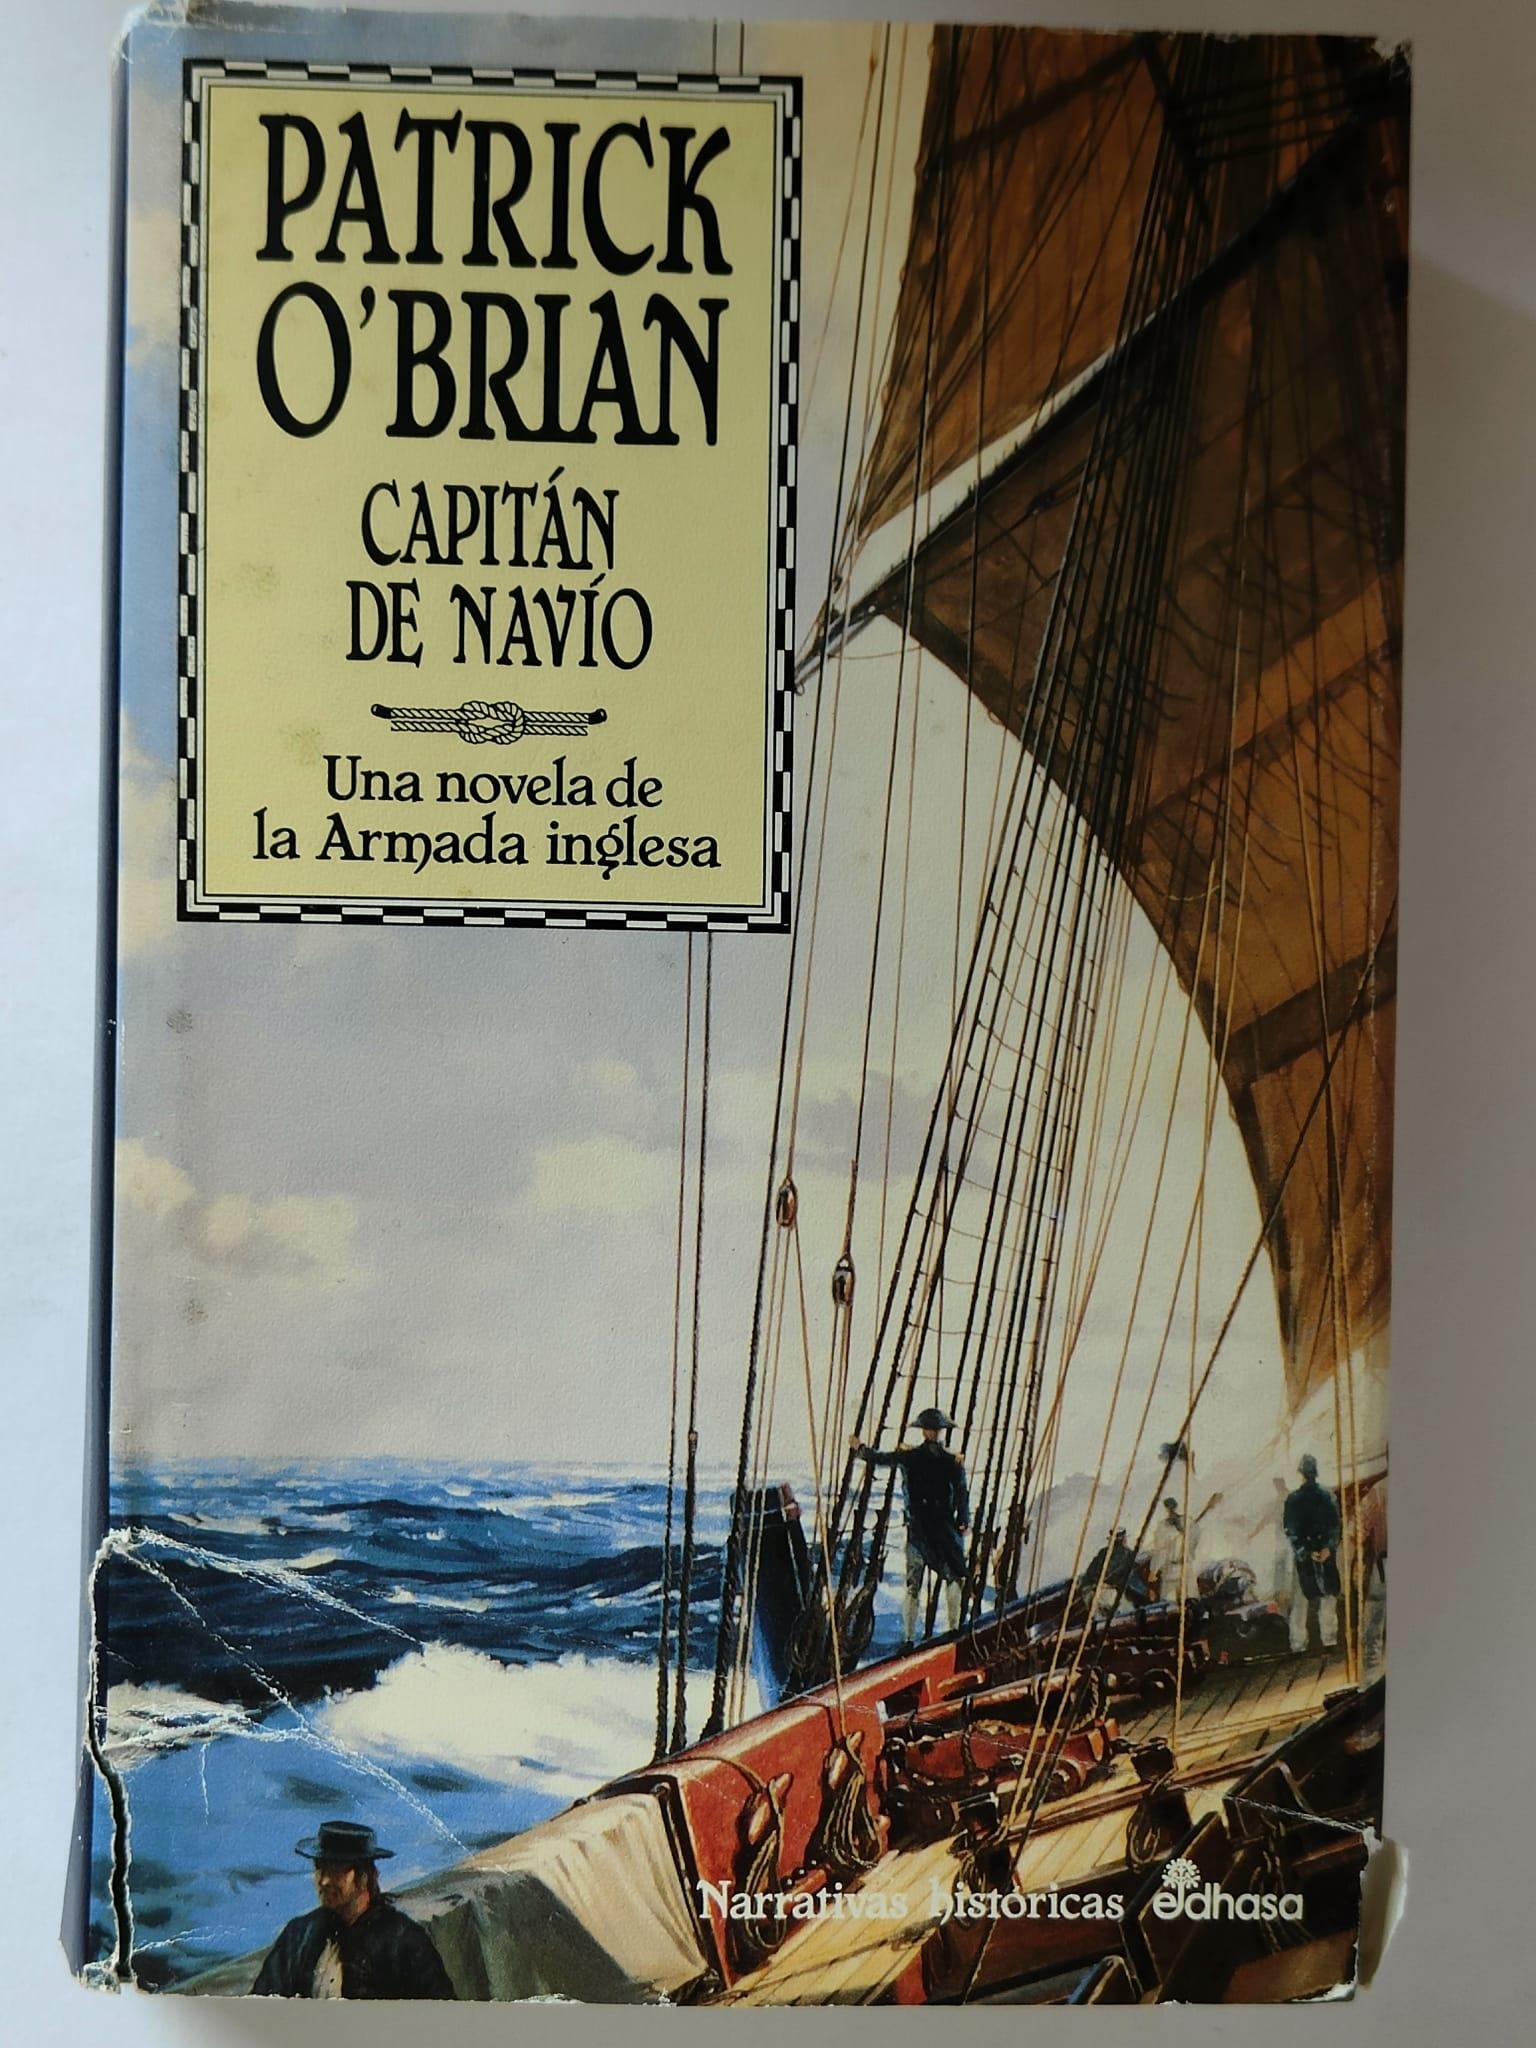 PATRICK
O'BRIAN
CAPITÁN
DE NAVÍO
Una novela de
la Armada inglesa
Narrativas históricas edhasa